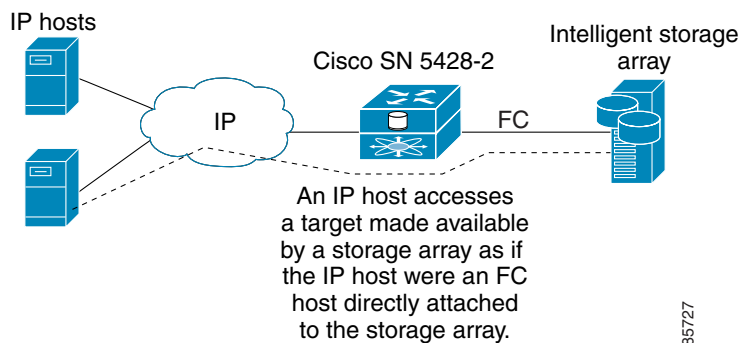 IP hosts
Intelligent storage
array
Cisco SN 5428-2
IP
FC
An IP host accesses
a target made available
by a storage array as if
the IP host were an FC
host directly attached
to the storage array.
85727